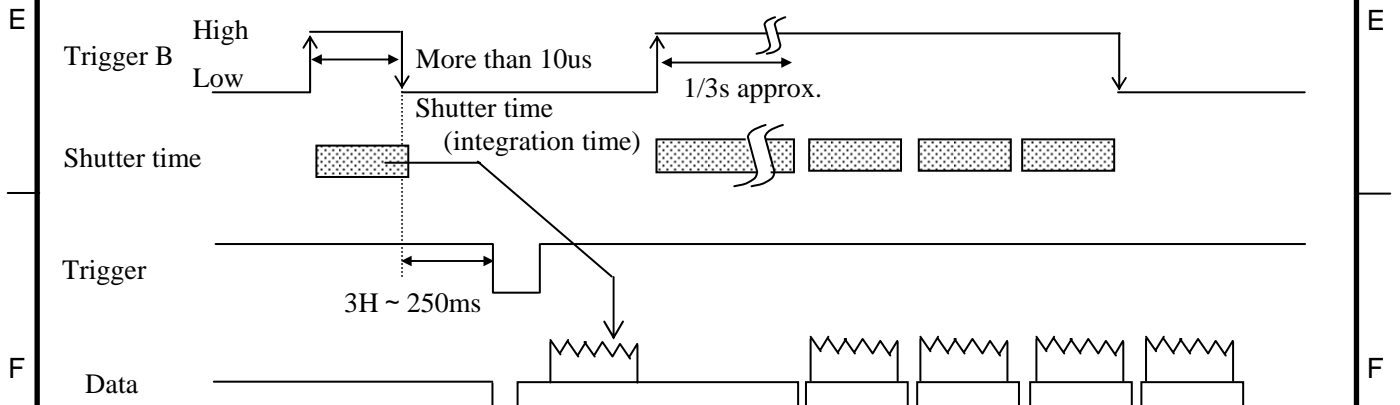 E
E
High
Trigger B
Low
More than 10us
1/3s approx.
Shutter time
(integration time)
Shutter time
Trigger
3H ~ 250ms
F
F
Data